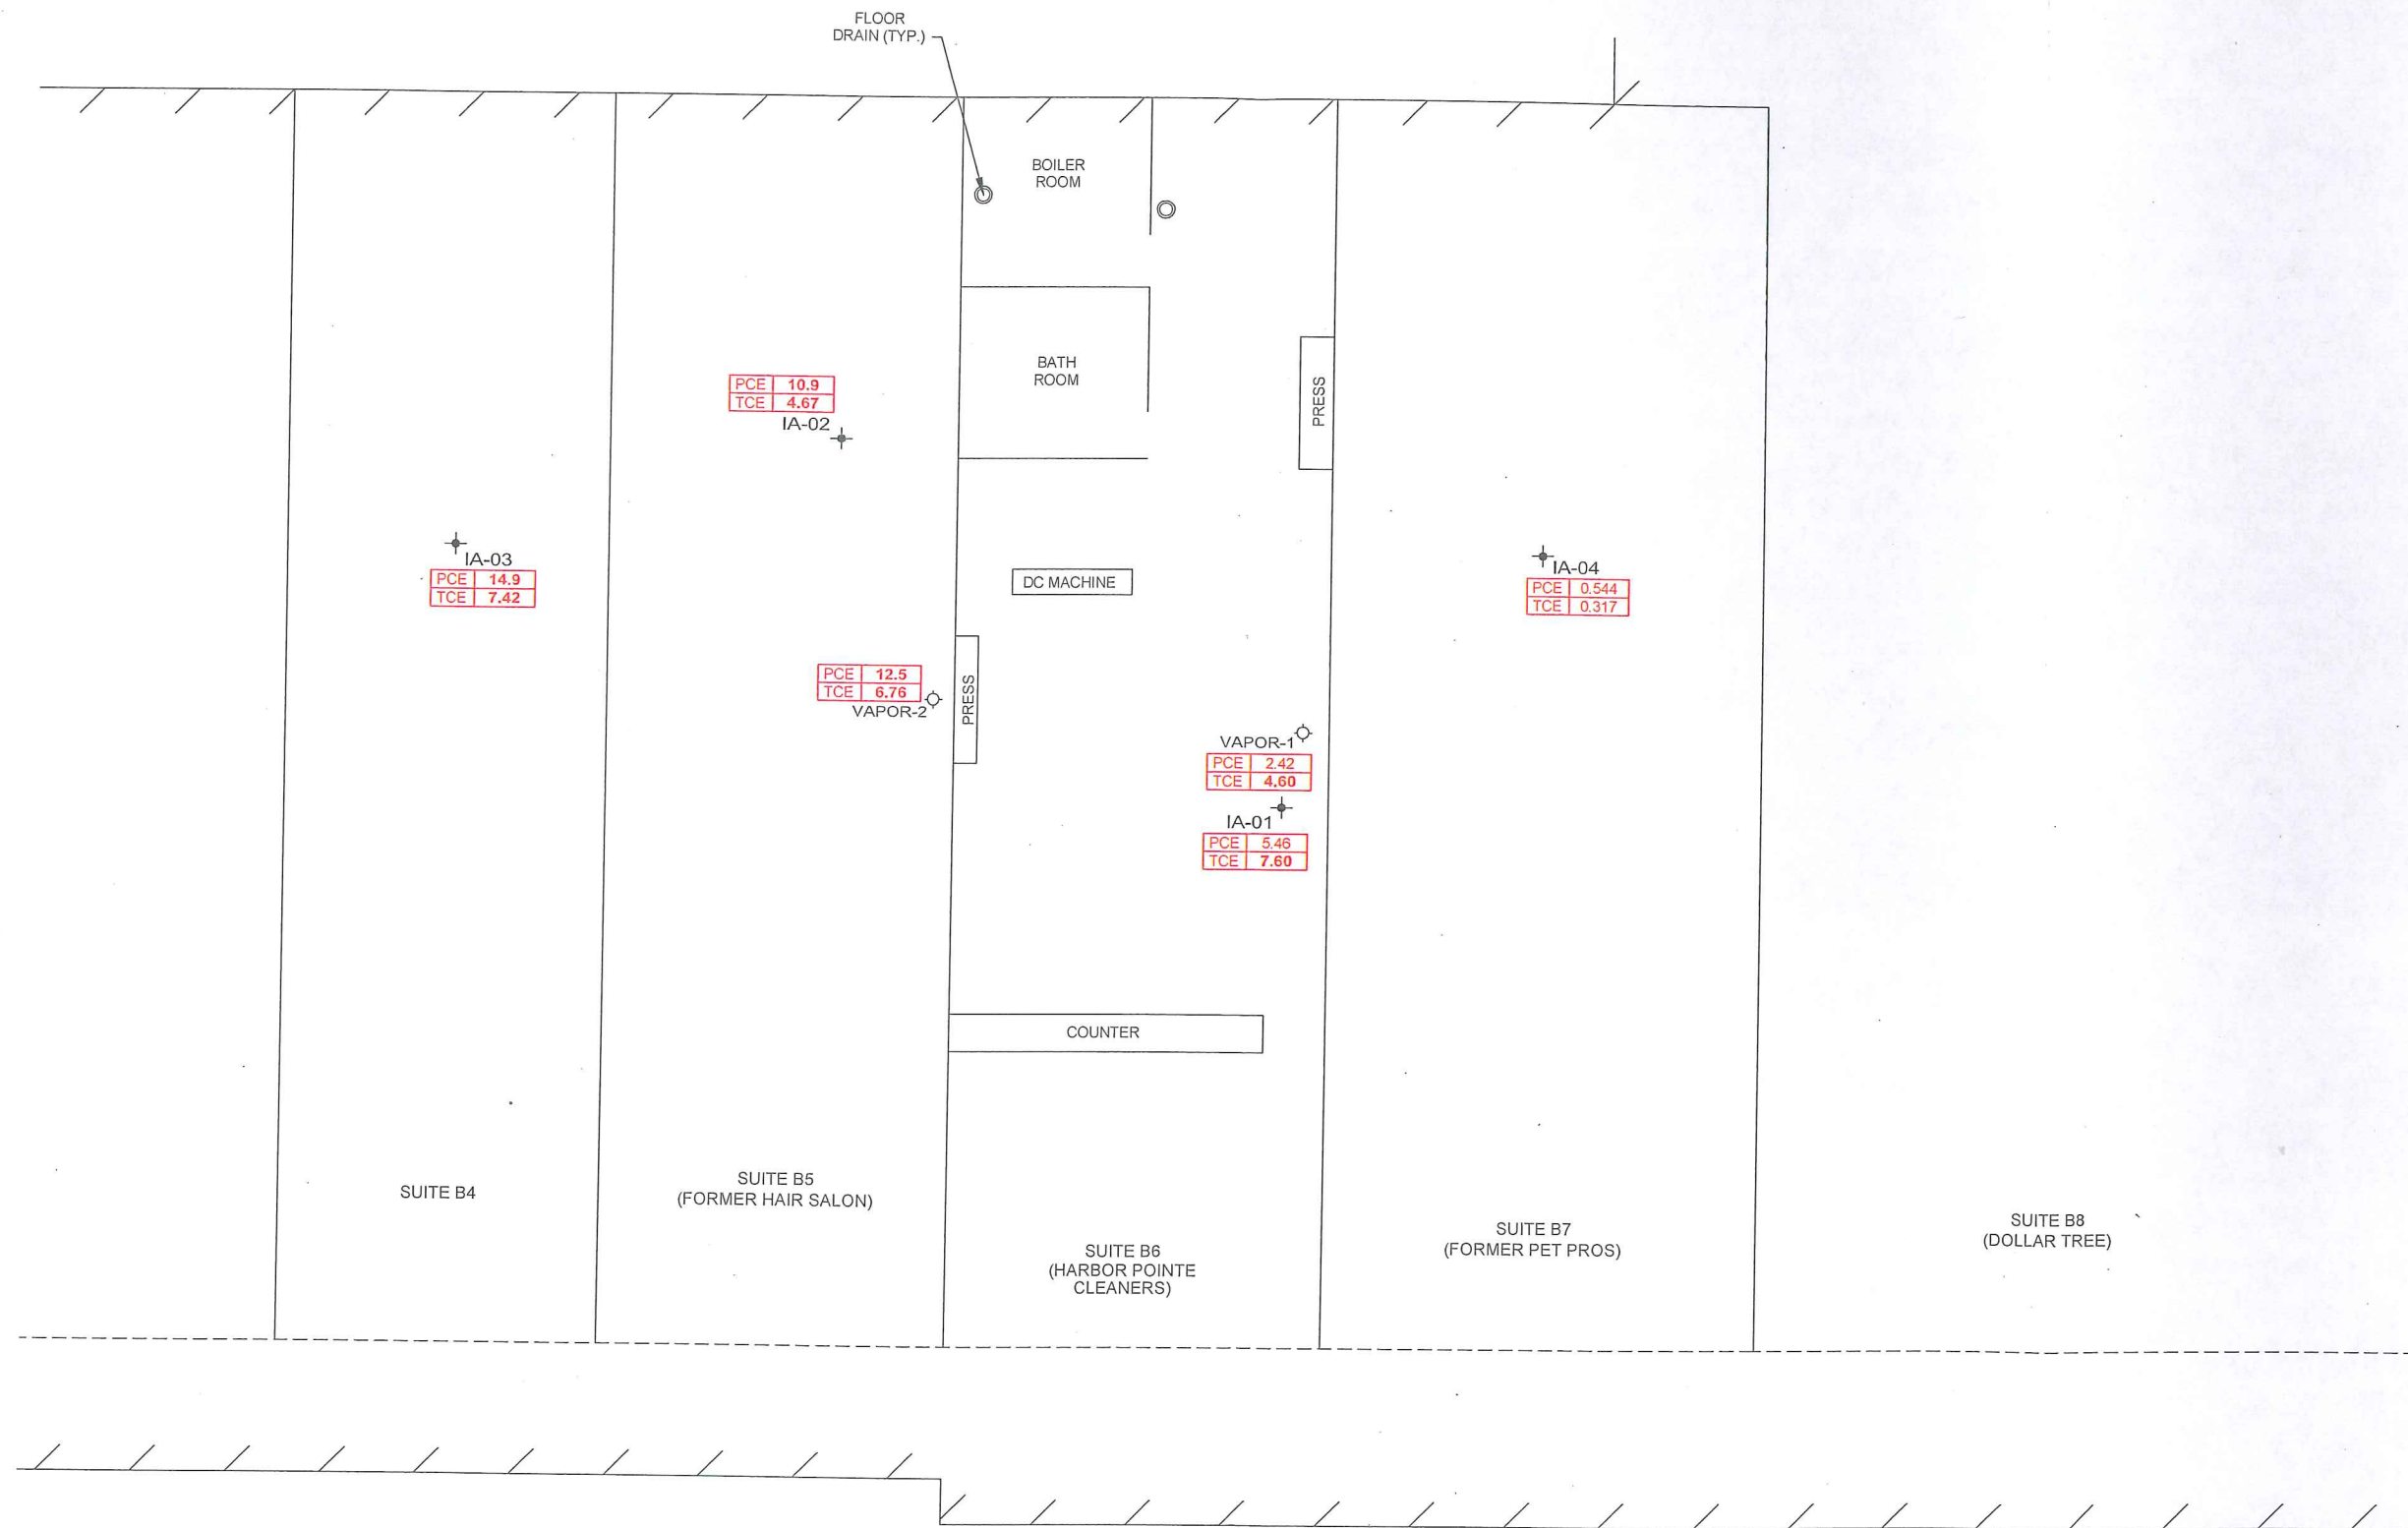 FLOOR
DRAIN (TYP.)
BOILER
ROOM
BATH
ROOM
PRESS
PCE 10.9
TCE 4.67
IA-02
IA-03
PCE 14.9
TCE 7.42
DC MACHINE
IA-04
PCE 0.544
TCE 0.317
PCE 12.5
TCE 6.76
VAPOR-2
PRESS
VAPOR-1
PCE 2.42
TCE 4.60
IA-01
PCE 5.46
TCE 7.60
COUNTER
SUITE B4
SUITE B5
(FORMER HAIR SALON)
SUITE B6
(HARBOR POINTE
CLEANERS)
SUITE B7
(FORMER PET PROS)
SUITE B8
(DOLLAR TREE)